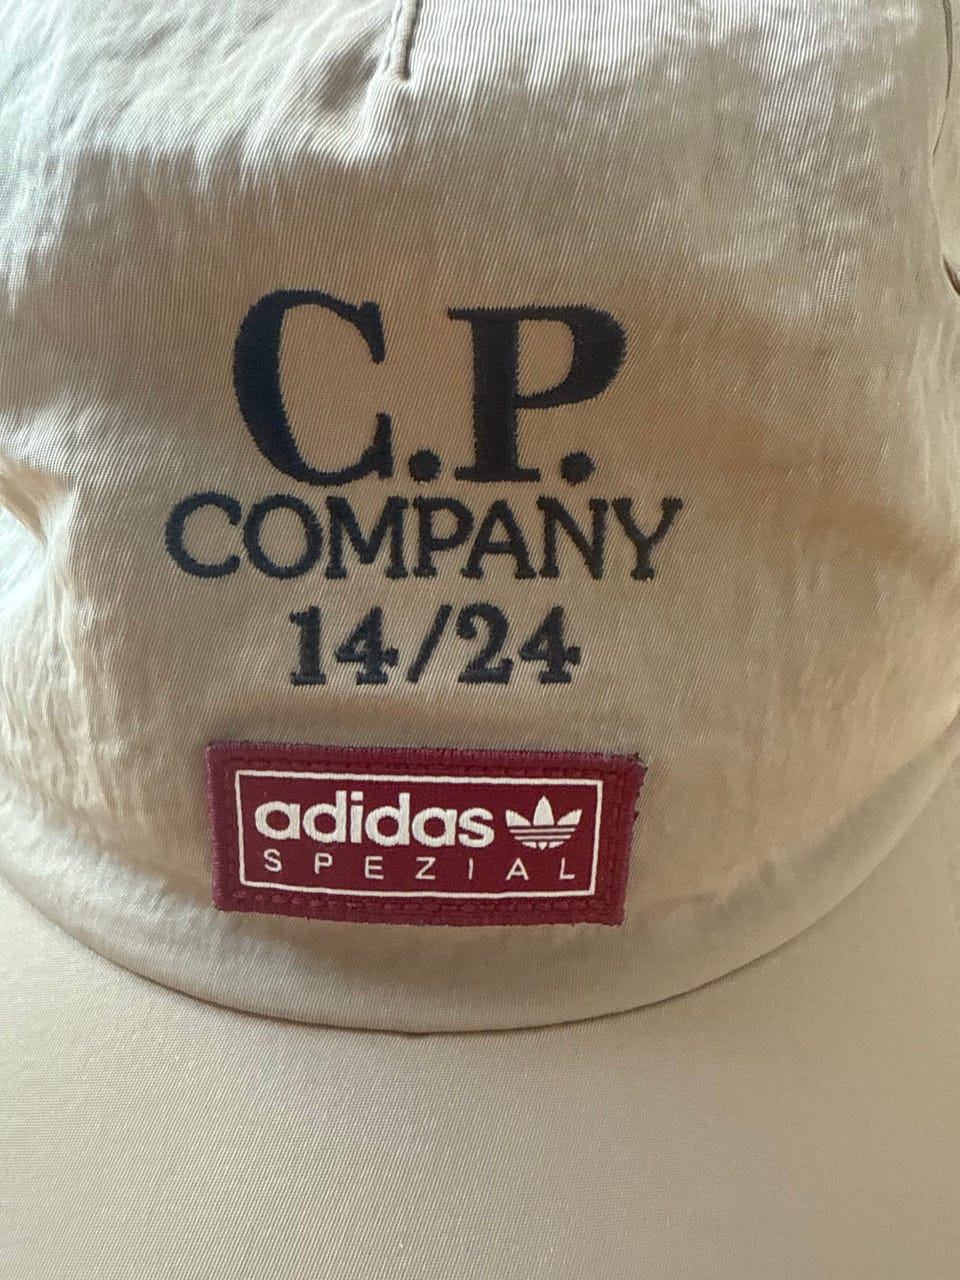 C.P.
COMPANY
14/24
adidas
SPEZIAL